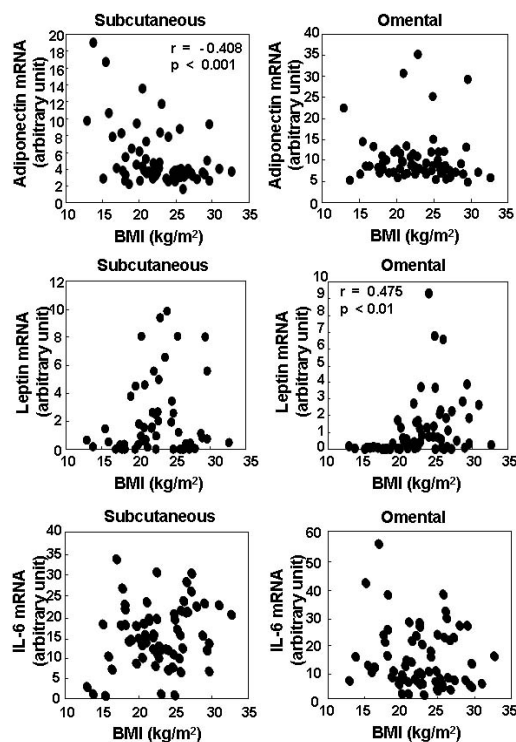 Subcutaneous
Adiponectin mRNA
(arbitrary unit)
20
18
16
14
12
10
8
6
4
2
0
r = -0.408
p < 0.001
10 15 20 25 30 35
BMI (kg/m²)
Omental
Adiponectin mRNA
(arbitrary unit)
40
35
30
25
20
15
10
5
0
10 15 20 25 30 35
BMI (kg/m²)
Subcutaneous
Leptin mRNA
(arbitrary unit)
12
10
8
6
4
2
0
10 15 20 25 30 35
BMI (kg/m²)
Omental
Leptin mRNA
(arbitrary unit)
10
9
8
7
6
5
4
3
2
1
0
r = 0.475
p < 0.01
10 15 20 25 30 35
BMI (kg/m²)
Subcutaneous
IL-6 mRNA
(arbitrary unit)
40
35
30
25
20
15
10
5
0
10 15 20 25 30 35
BMI (kg/m²)
Omental
IL-6 mRNA
(arbitrary unit)
60
50
40
30
20
10
0
10 15 20 25 30 35
BMI (kg/m²)